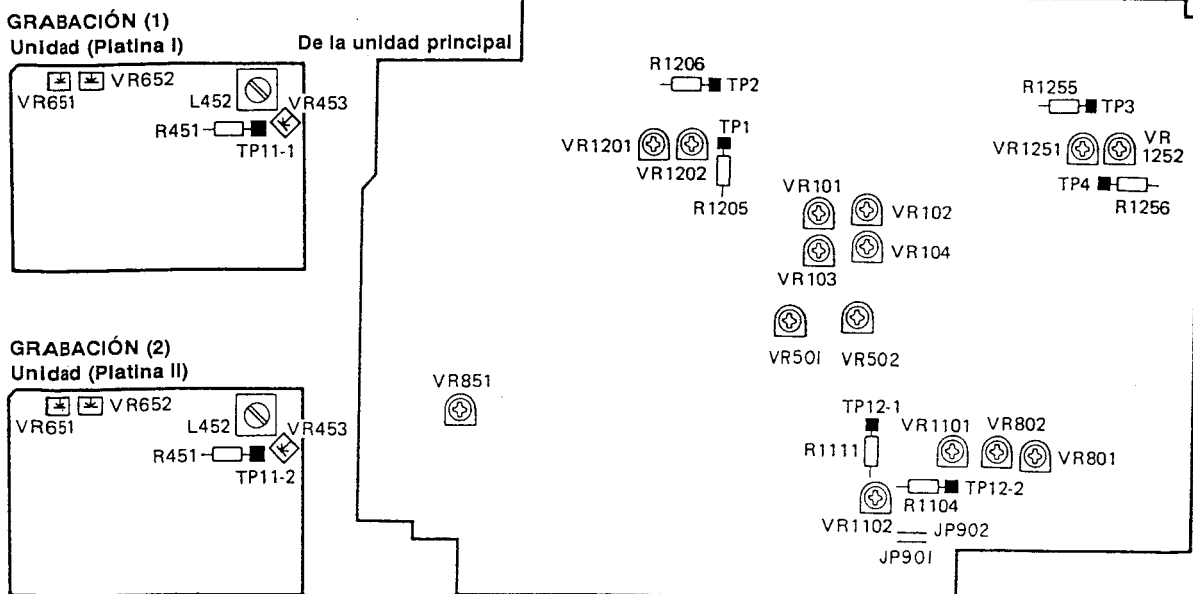 GRABACIÓN (1)
Unidad (Platina I)
VR651
VR652
L452
VR453
R451
TP11-1
GRABACIÓN (2)
Unidad (Platina II)
VR651
VR652
L452
VR453
R451
TP11-2
De la unidad principal
R1206
TP2
R1255
TP3
VR1201
VR1202
TP1
R1205
VR1251
VR
1252
TP4
R1256
VR101
VR102
VR103
VR104
VR501
VR502
VR851
TP12-1
R1111
VR1101
VR802
VR801
TP12-2
R1104
VR1102
JP902
JP901